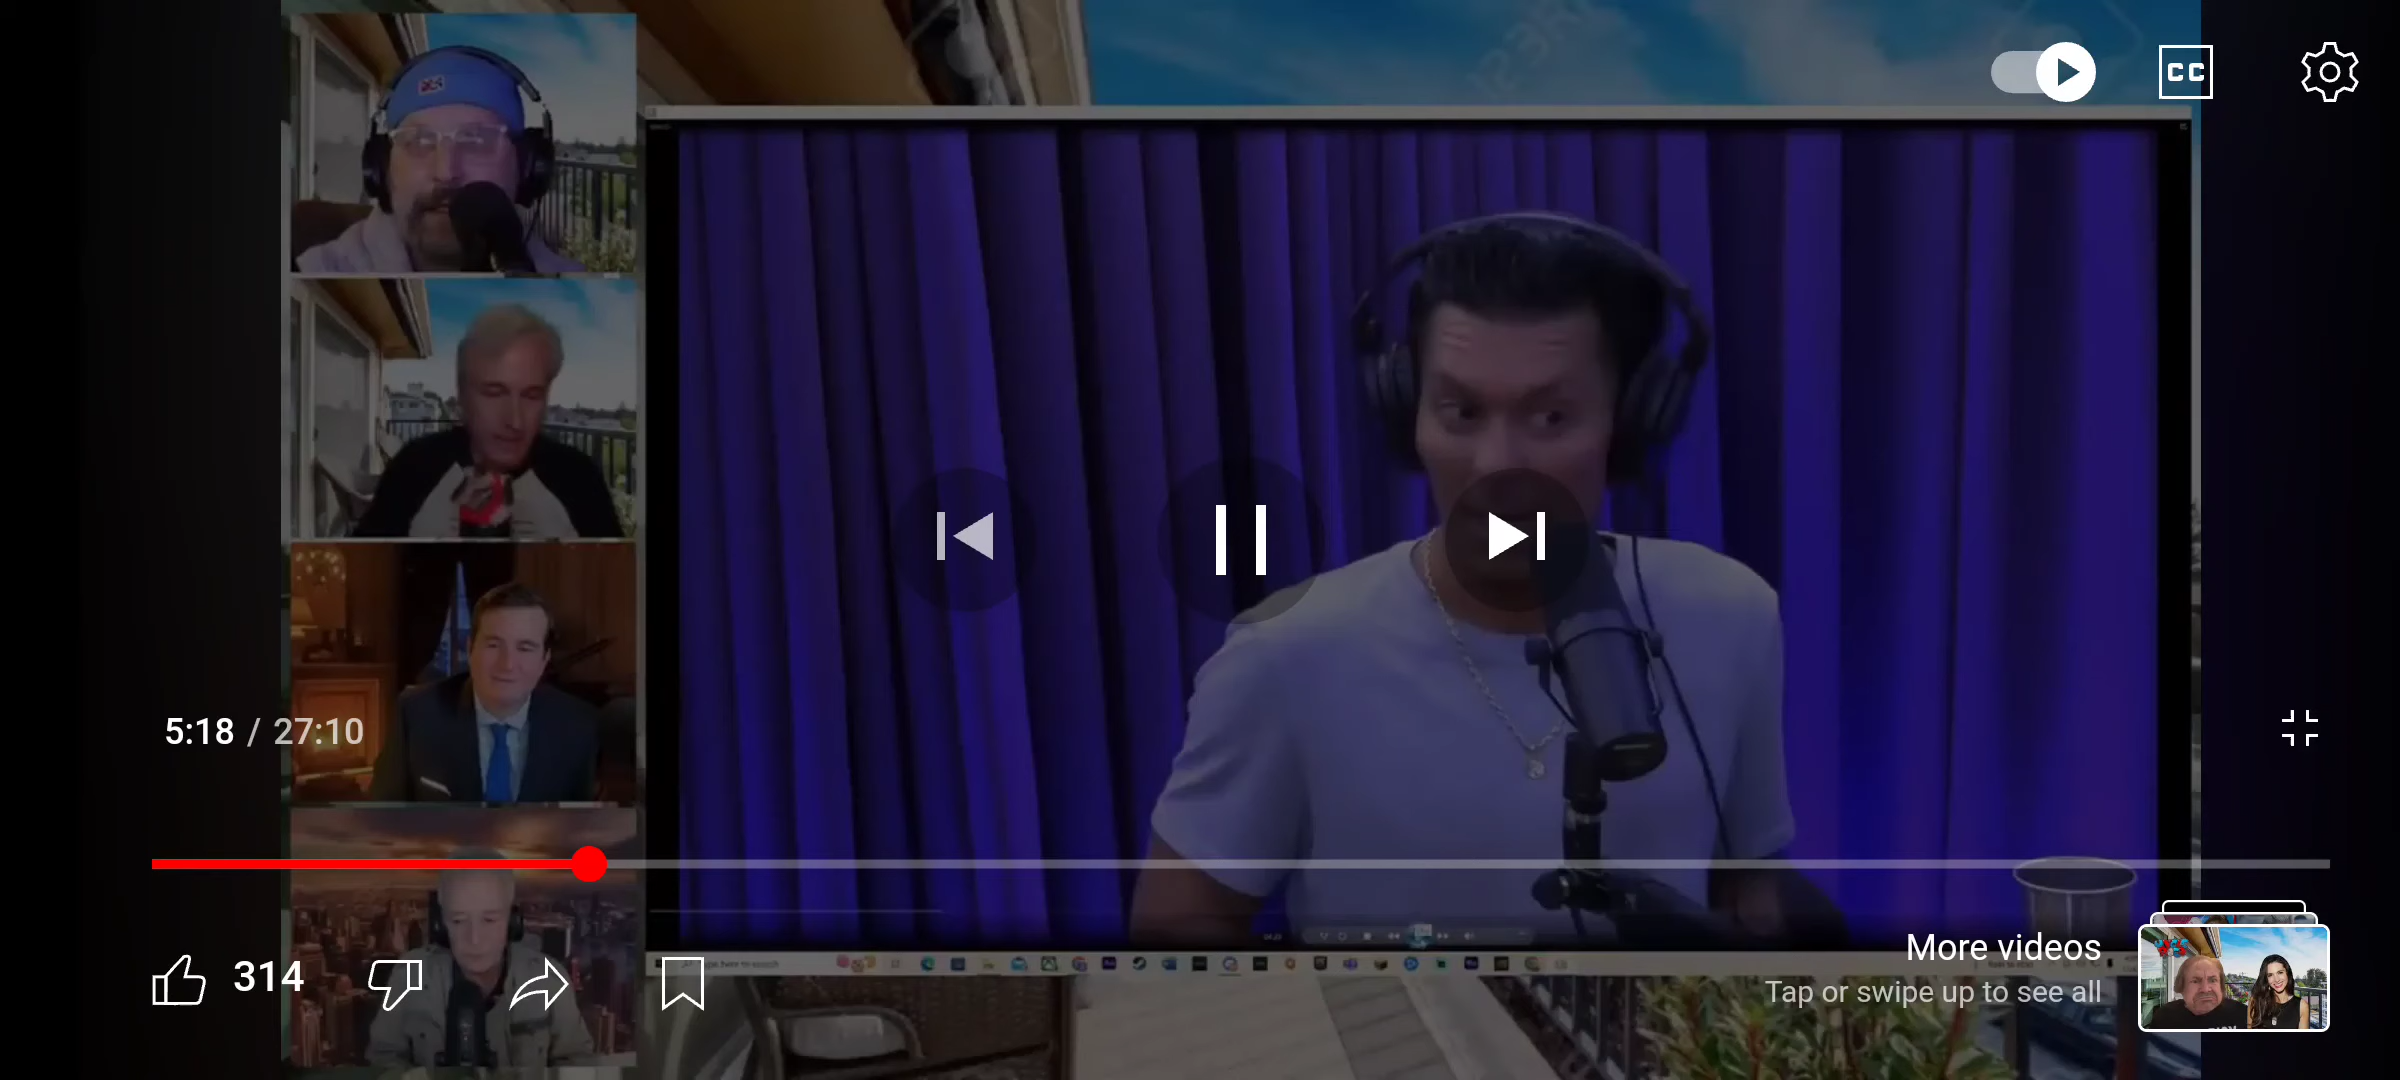 CC
5:18 / 27:10
314
More videos
Tap or swipe up to see all